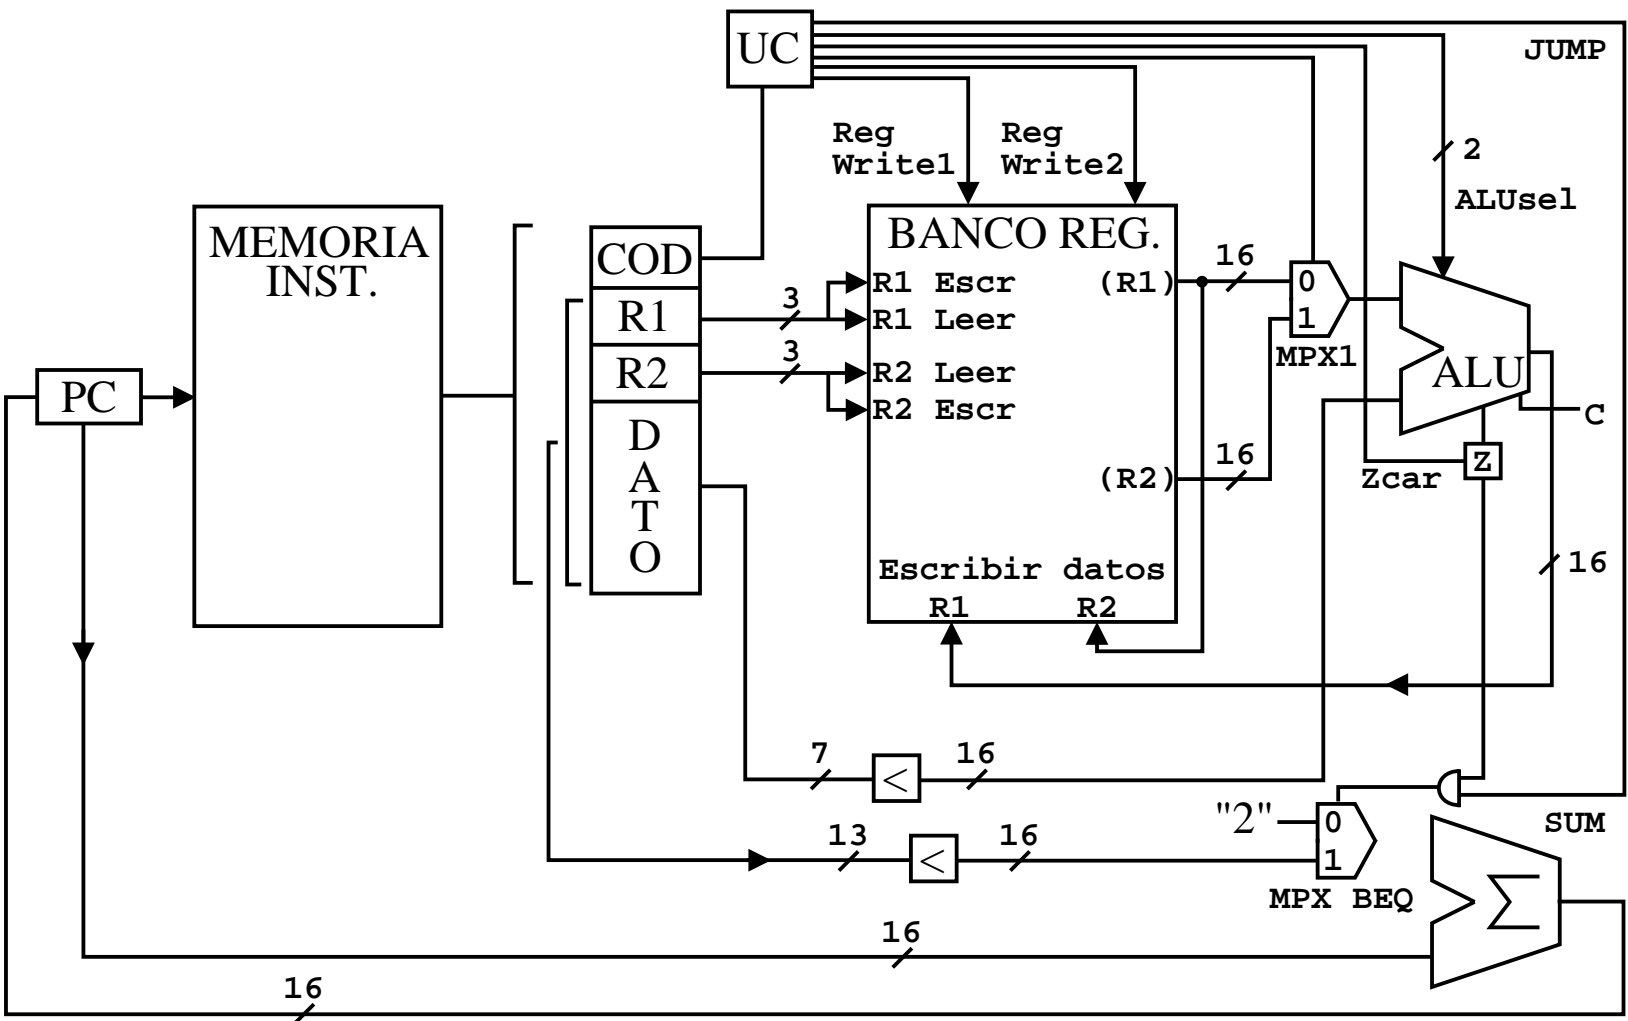 UC
JUMP
Reg
Write1
Reg
Write2
2
ALUsel
MEMORIA
INST.
COD
R1
R2
D
A
T
O
3
3
BANCO REG.
R1 Escr
R1 Leer
R2 Leer
R2 Escr
(R1)
(R2)
Escribir datos
R1 R2
16
16
0
1
MPX1
ALU
C
Z
Zcar
16
PC
7
<
16
"2"
0
1
MPX BEQ
13
<
16
SUM
Σ
16
16